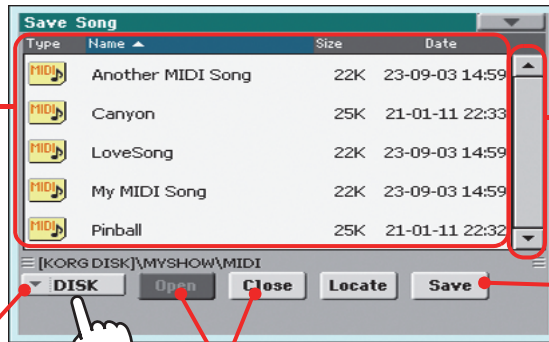 Save Song
Type Name Size Date
MIDI Another MIDI Song 22K 23-09-03 14:59
MIDI Canyon 25K 21-01-11 22:33
MIDI LoveSong 22K 23-09-03 14:59
MIDI My MIDI Song 22K 23-09-03 14:59
MIDI Pinball 25K 21-01-11 22:32
[KORG DISK]\MYSHOW\MIDI
DISK Open Close Locate Save